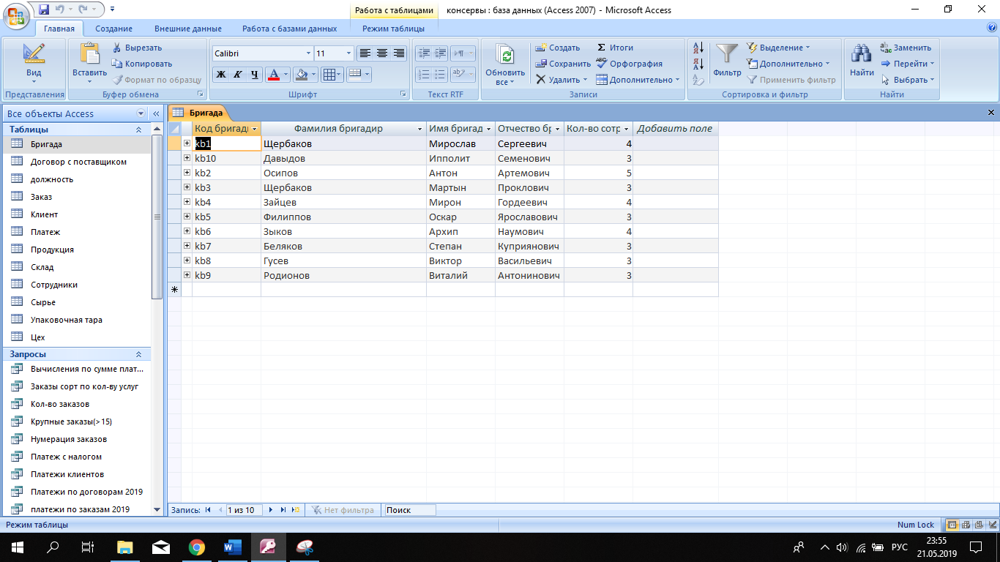 Работа с таблицами
консервы : база данных (Access 2007) - Microsoft Access
Главная Создание Внешние данные Работа с базами данных Режим таблицы
Вид
Представления
Вставить
Вырезать
Копировать
Формат по образцу
Буфер обмена
Calibri 11
Ж К Ч А
Шрифт
Текст RTF
Обновить все
Создать
Сохранить
Удалить
Итоги
Орфография
Дополнительно
Записи
Фильтр
Выделение
Дополнительно
Применить фильтр
Сортировка и фильтр
Найти
Заменить
Перейти
Выбрать
Найти
Все объекты Access
Таблицы
Бригада
Договор с поставщиком
должность
Заказ
Клиент
Платеж
Продукция
Склад
Сотрудники
Сырье
Упаковочная тара
Цех
Запросы
Вычисления по сумме плат...
Заказы сорт по кол-ву услуг
Кол-во заказов
Крупные заказы(>15)
Нумерация заказов
Платеж с налогом
Платежи клиентов
Платежи по договорам 2019
платежи по заказам 2019
Бригада
Код бригады Фамилия бригадир Имя бригад Отчество бр Кол-во сотр Добавить поле
kb1 Щербаков Мирослав Сергеевич 4
kb10 Давыдов Ипполит Семенович 3
kb2 Осипов Антон Артемович 5
kb3 Щербаков Мартын Проклович 3
kb4 Зайцев Мирон Гордеевич 4
kb5 Филиппов Оскар Ярославович 3
kb6 Зыков Архип Наумович 4
kb7 Беляков Степан Куприянович 3
kb8 Гусев Виктор Васильевич 3
kb9 Родионов Виталий Антонинович 3
Запись: 1 из 10 Нет фильтра Поиск
Режим таблицы
Num Lock
РУС
23:55
21.05.2019